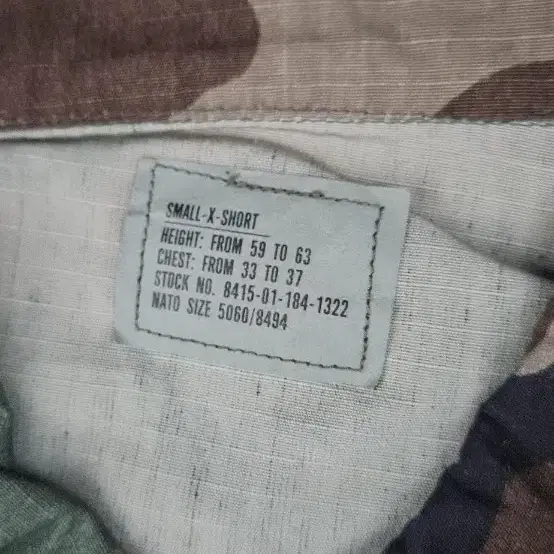 SMALL-X-SHORT
HEIGHT: FROM 59 TO 63
CHEST: FROM 33 TO 37
STOCK NO. 8415-01-184-1322
NATO SIZE 5060/8494